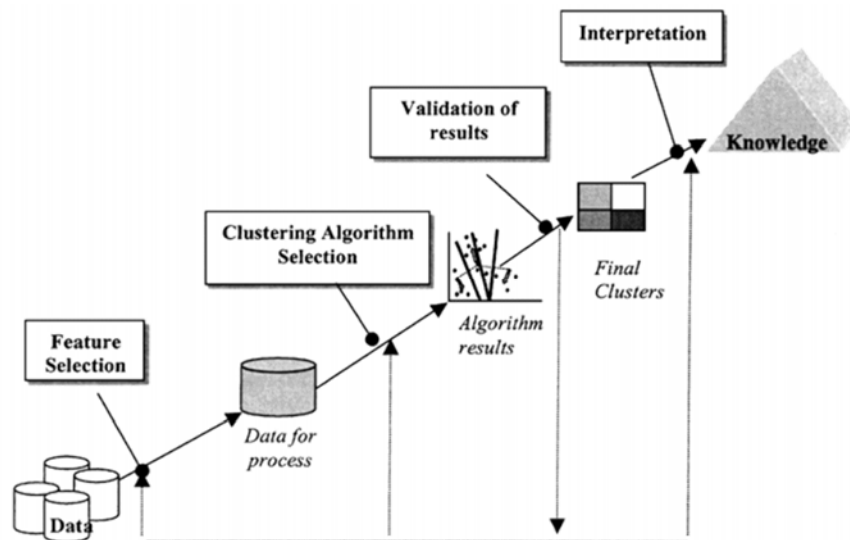 Interpretation
Validation of
results
Knowledge
Clustering Algorithm
Selection
Final
Clusters
Algorithm
results
Feature
Selection
Data for
process
Data